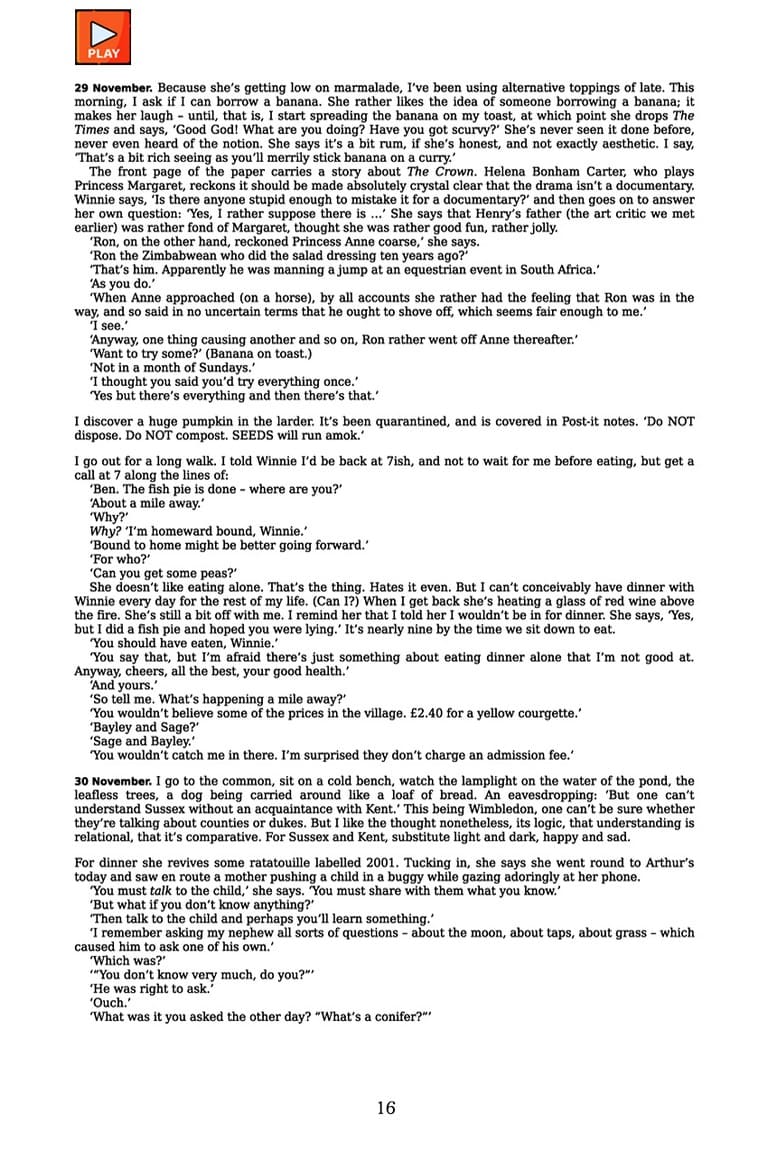 PLAY
29 November. Because she’s getting low on marmalade, I’ve been using alternative toppings of late. This
morning, I ask if I can borrow a banana. She rather likes the idea of someone borrowing a banana; it
makes her laugh – until, that is, I start spreading the banana on my toast, at which point she drops The
Times and says, ‘Good God! What are you doing? Have you got scurvy?’ She’s never seen it done before,
never even heard of the notion. She says it’s a bit rum, if she’s honest, and not exactly aesthetic. I say,
‘That’s a bit rich seeing as you’ll merrily stick banana on a curry.’
The front page of the paper carries a story about The Crown. Helena Bonham Carter, who plays
Princess Margaret, reckons it should be made absolutely crystal clear that the drama isn’t a documentary.
Winnie says, ‘Is there anyone stupid enough to mistake it for a documentary?’ and then goes on to answer
her own question: ‘Yes, I rather suppose there is ...’ She says that Henry’s father (the art critic we met
earlier) was rather fond of Margaret, thought she was rather good fun, rather jolly.
‘Ron, on the other hand, reckoned Princess Anne coarse,’ she says.
‘Ron the Zimbabwean who did the salad dressing ten years ago?’
‘That’s him. Apparently he was manning a jump at an equestrian event in South Africa.’
‘As you do.’
‘When Anne approached (on a horse), by all accounts she rather had the feeling that Ron was in the
way, and so said in no uncertain terms that he ought to shove off, which seems fair enough to me.’
‘I see.’
‘Anyway, one thing causing another and so on, Ron rather went off Anne thereafter.’
‘Want to try some?’ (Banana on toast.)
‘Not in a month of Sundays.’
‘I thought you said you’d try everything once.’
‘Yes but there’s everything and then there’s that.’
I discover a huge pumpkin in the larder. It’s been quarantined, and is covered in Post-it notes. ‘Do NOT
dispose. Do NOT compost. SEEDS will run amok.’
I go out for a long walk. I told Winnie I’d be back at 7ish, and not to wait for me before eating, but get a
call at 7 along the lines of:
‘Ben. The fish pie is done – where are you?’
‘About a mile away.’
‘Why?’
Why? ‘I’m homeward bound, Winnie.’
‘Bound to home might be better going forward.’
‘For who?’
‘Can you get some peas?’
She doesn’t like eating alone. That’s the thing. Hates it even. But I can’t conceivably have dinner with
Winnie every day for the rest of my life. (Can I?) When I get back she’s heating a glass of red wine above
the fire. She’s still a bit off with me. I remind her that I told her I wouldn’t be in for dinner. She says, ‘Yes,
but I did a fish pie and hoped you were lying.’ It’s nearly nine by the time we sit down to eat.
‘You should have eaten, Winnie.’
‘You say that, but I’m afraid there’s just something about eating dinner alone that I’m not good at.
Anyway, cheers, all the best, your good health.’
‘And yours.’
‘So tell me. What’s happening a mile away?’
‘You wouldn’t believe some of the prices in the village. £2.40 for a yellow courgette.’
‘Bayley and Sage?’
‘Sage and Bayley.’
‘You wouldn’t catch me in there. I’m surprised they don’t charge an admission fee.’
30 November. I go to the common, sit on a cold bench, watch the lamplight on the water of the pond, the
leafless trees, a dog being carried around like a loaf of bread. An eavesdropping: ‘But one can’t
understand Sussex without an acquaintance with Kent.’ This being Wimbledon, one can’t be sure whether
they’re talking about counties or dukes. But I like the thought nonetheless, its logic, that understanding is
relational, that it’s comparative. For Sussex and Kent, substitute light and dark, happy and sad.
For dinner she revives some ratatouille labelled 2001. Tucking in, she says she went round to Arthur’s
today and saw en route a mother pushing a child in a buggy while gazing adoringly at her phone.
‘You must talk to the child,’ she says. ‘You must share with them what you know.’
‘But what if you don’t know anything?’
‘Then talk to the child and perhaps you’ll learn something.’
‘I remember asking my nephew all sorts of questions – about the moon, about taps, about grass – which
caused him to ask one of his own.’
‘Which was?’
‘“You don’t know very much, do you?”’
‘He was right to ask.’
‘Ouch.’
‘What was it you asked the other day? “What’s a conifer?”’
16